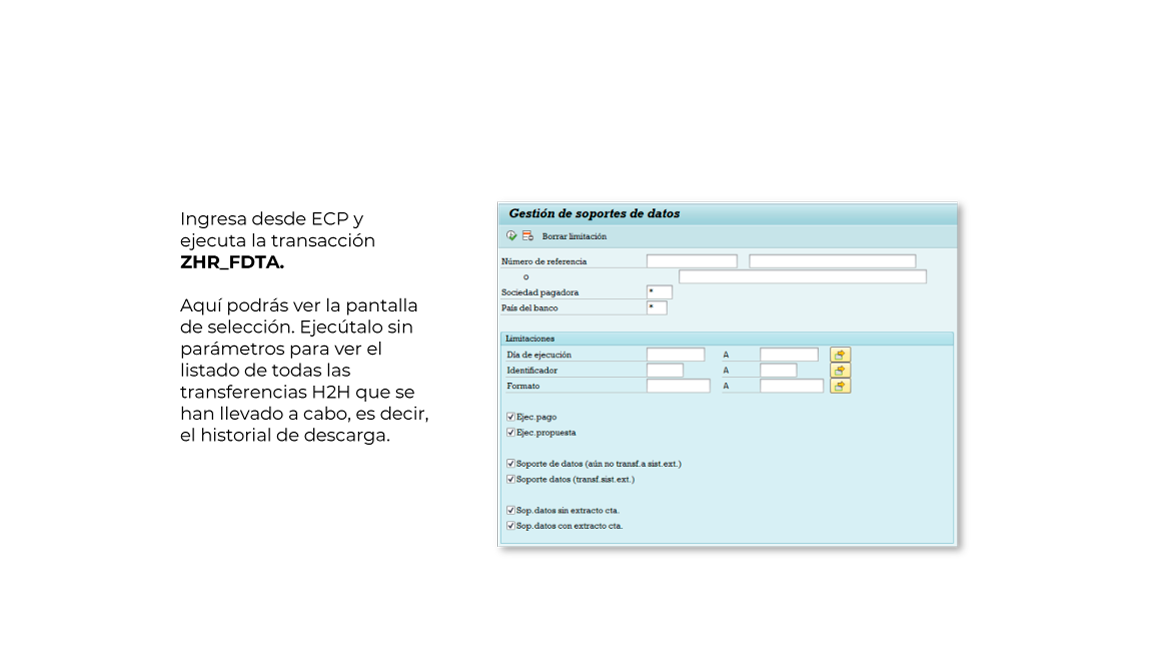 Ingresa desde ECP y
ejecuta la transacción
ZHR_FDTA.
Aquí podrás ver la pantalla
de selección. Ejecútalo sin
parámetros para ver el
listado de todas las
transferencias H2H que se
han llevado a cabo, es decir,
el historial de descarga.
Gestión de soportes de datos
Borrar limitación
Número de referencia
o
Sociedad pagadora *
País del banco *
Limitaciones
Día de ejecución A
Identificador A
Formato A
Ejec.pago
Ejec.propuesta
Soporte de datos (aún no transf.a sist.ext.)
Soporte datos (transf.sist.ext.)
Sop.datos sin extracto cta.
Sop.datos con extracto cta.